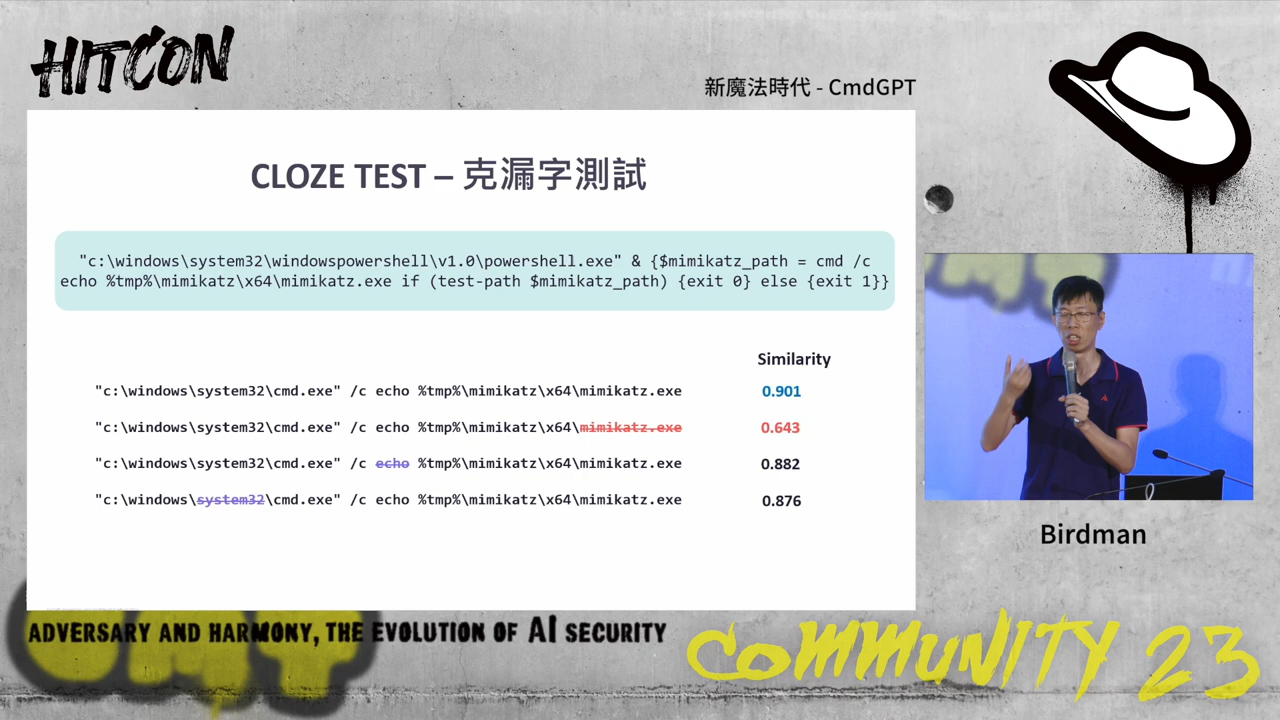 HITCON
新魔法時代 - CmdGPT
CLOZE TEST – 克漏字測試
"c:\windows\system32\windowspowershell\v1.0\powershell.exe" & {$mimikatz_path = cmd /c
echo %tmp%\mimikatz\x64\mimikatz.exe if (test-path $mimikatz_path) {exit 0} else {exit 1}}
Similarity
"c:\windows\system32\cmd.exe" /c echo %tmp%\mimikatz\x64\mimikatz.exe 0.901
"c:\windows\system32\cmd.exe" /c echo %tmp%\mimikatz\x64\mimikatz.exe 0.643
"c:\windows\system32\cmd.exe" /c echo %tmp%\mimikatz\x64\mimikatz.exe 0.882
"c:\windows\system32\cmd.exe" /c echo %tmp%\mimikatz\x64\mimikatz.exe 0.876
Birdman
ADVERSARY AND HARMONY, THE EVOLUTION OF AI SECURITY
COMMUNITY 23